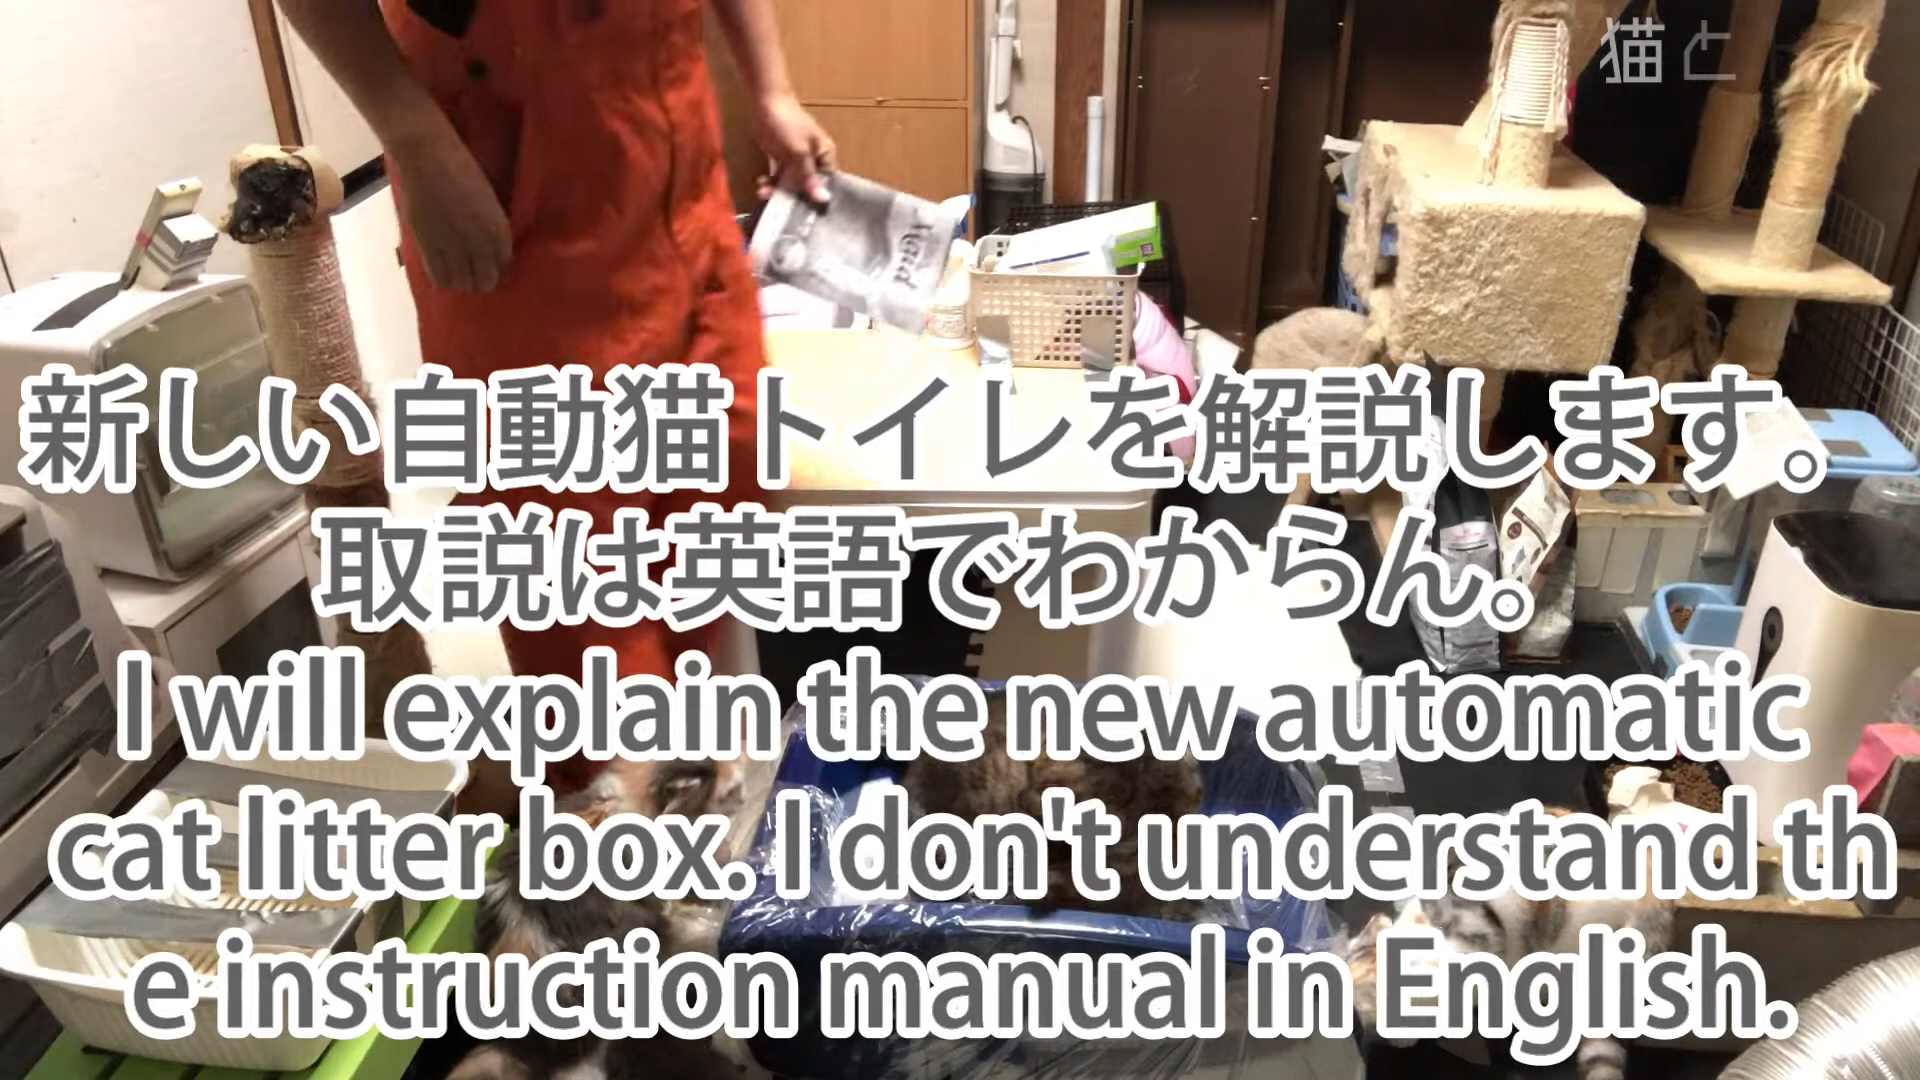 猫と
新しい自動猫トイレを解説します。
取説は英語でわからん。
I will explain the new automatic
cat litter box. I don't understand th
e instruction manual in English.